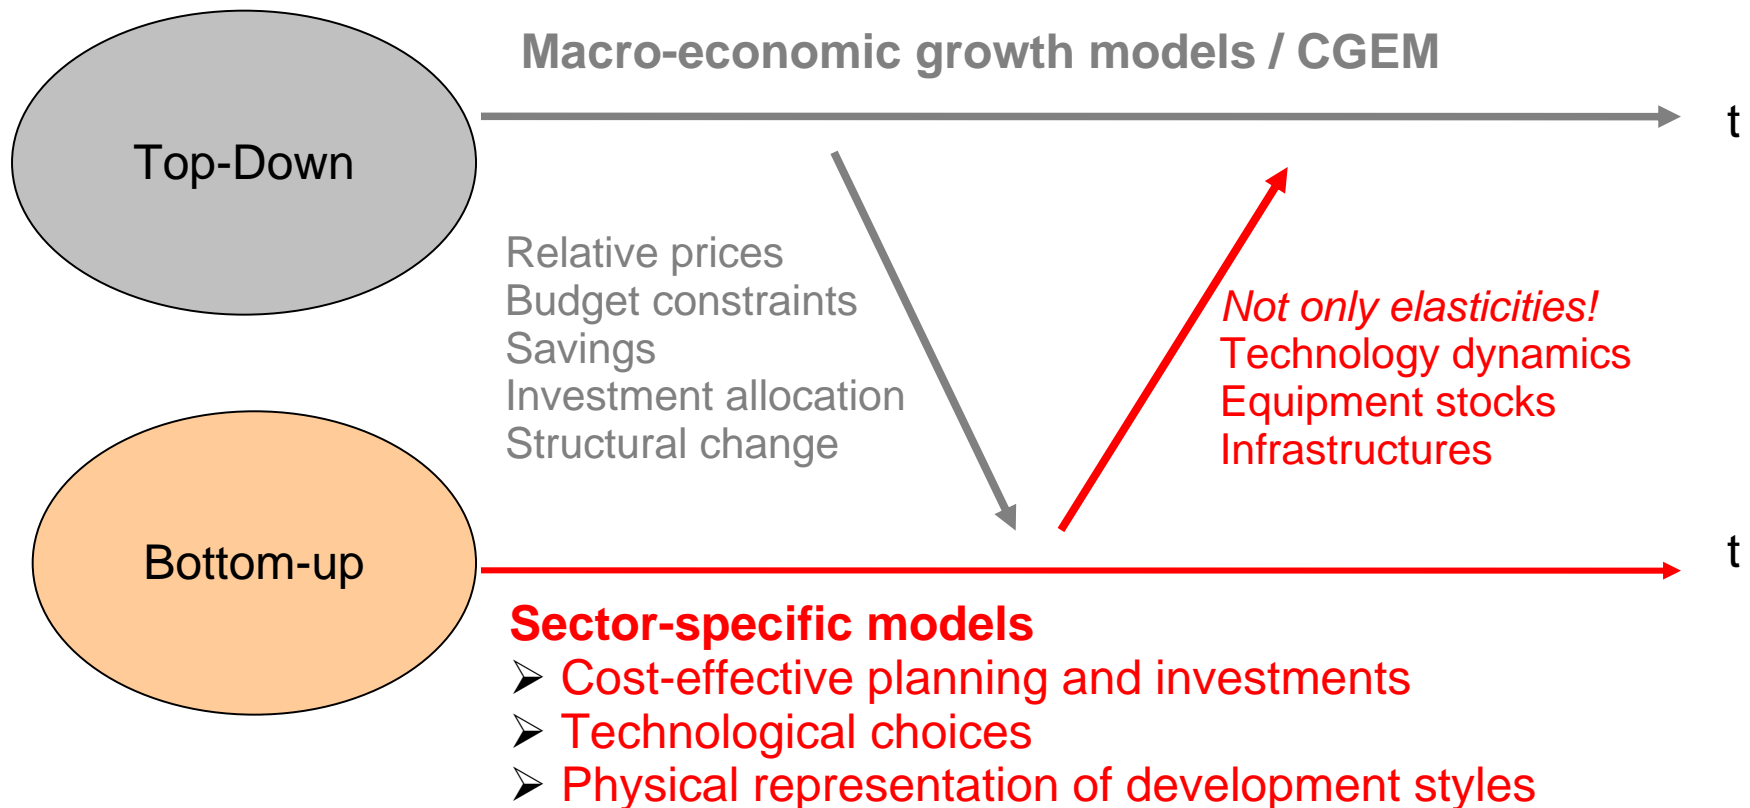 Macro-economic growth models / CGEM
t
Top-Down
Relative prices
Budget constraints
Savings
Investment allocation
Structural change
Not only elasticities!
Technology dynamics
Equipment stocks
Infrastructures
Bottom-up
t
Sector-specific models
➢ Cost-effective planning and investments
➢ Technological choices
➢ Physical representation of development styles